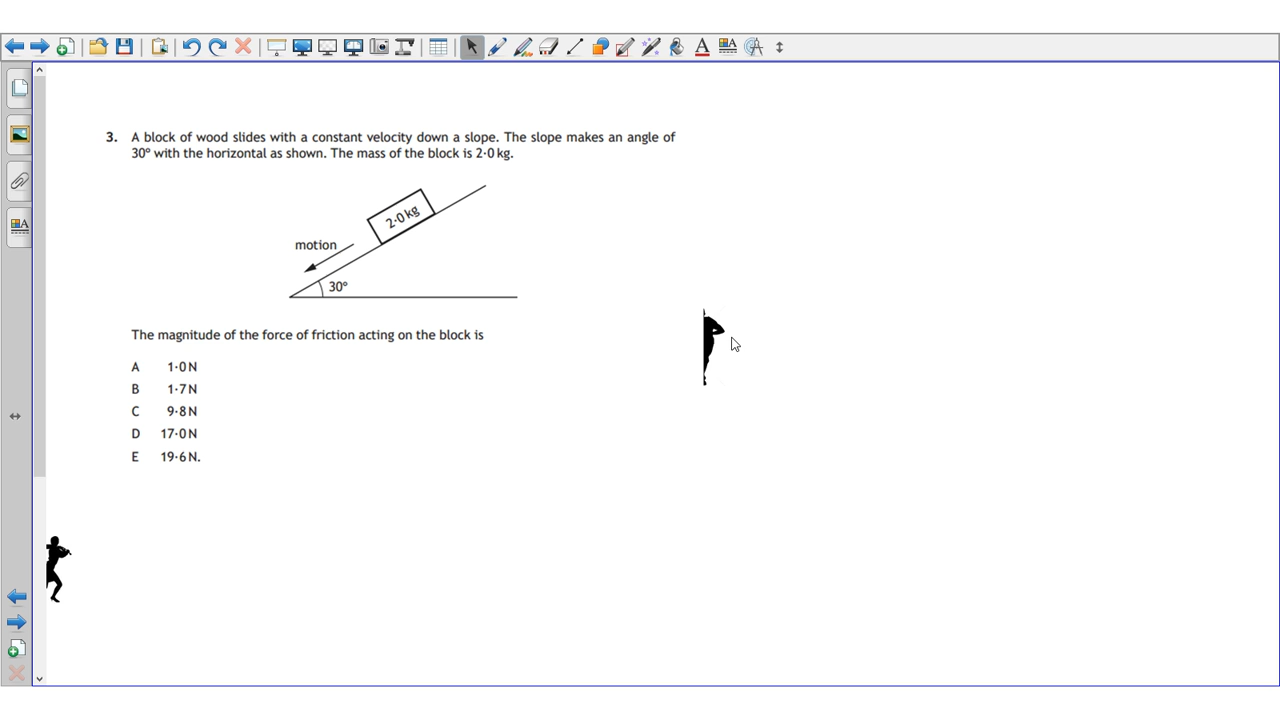 3. A block of wood slides with a constant velocity down a slope. The slope makes an angle of
30° with the horizontal as shown. The mass of the block is 2·0 kg.
2·0 kg
motion
30°
The magnitude of the force of friction acting on the block is
A 1·0 N
B 1·7 N
C 9·8 N
D 17·0 N
E 19·6 N.